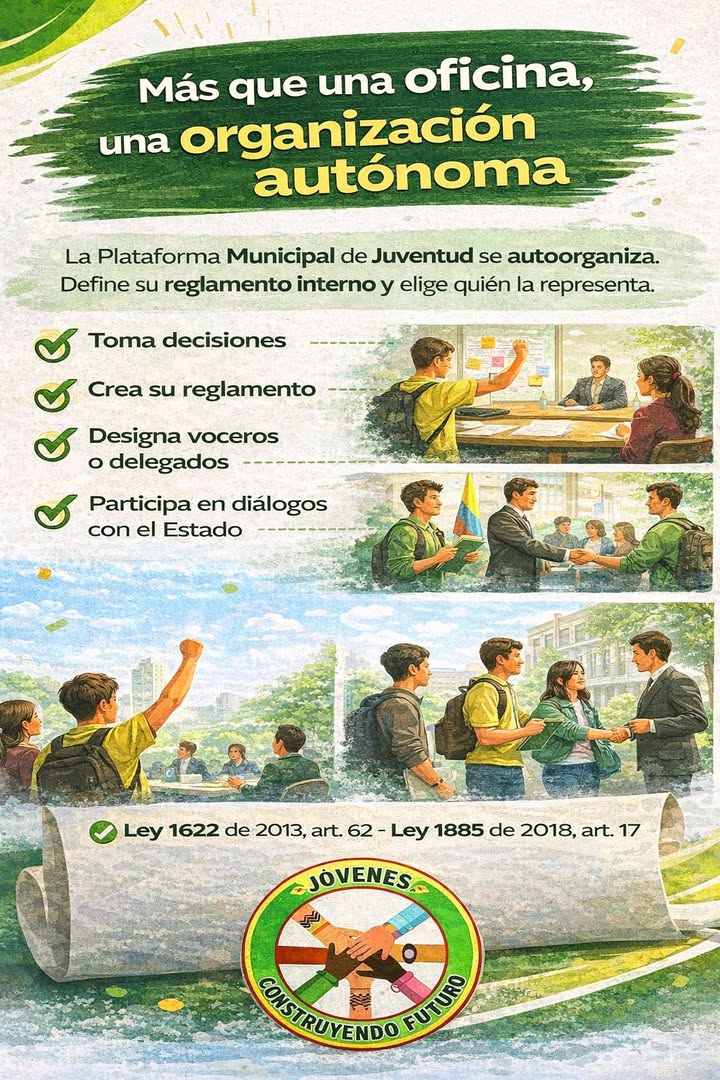 Más que una oficina,
una organización
autónoma
La Plataforma Municipal de Juventud se autoorganiza.
Define su reglamento interno y elige quién la representa.
Toma decisiones
Crea su reglamento
Designa voceros
o delegados
Participa en diálogos
con el Estado
Ley 1622 de 2013, art. 62 - Ley 1885 de 2018, art. 17
JÓVENES
CONSTRUYENDO FUTURO